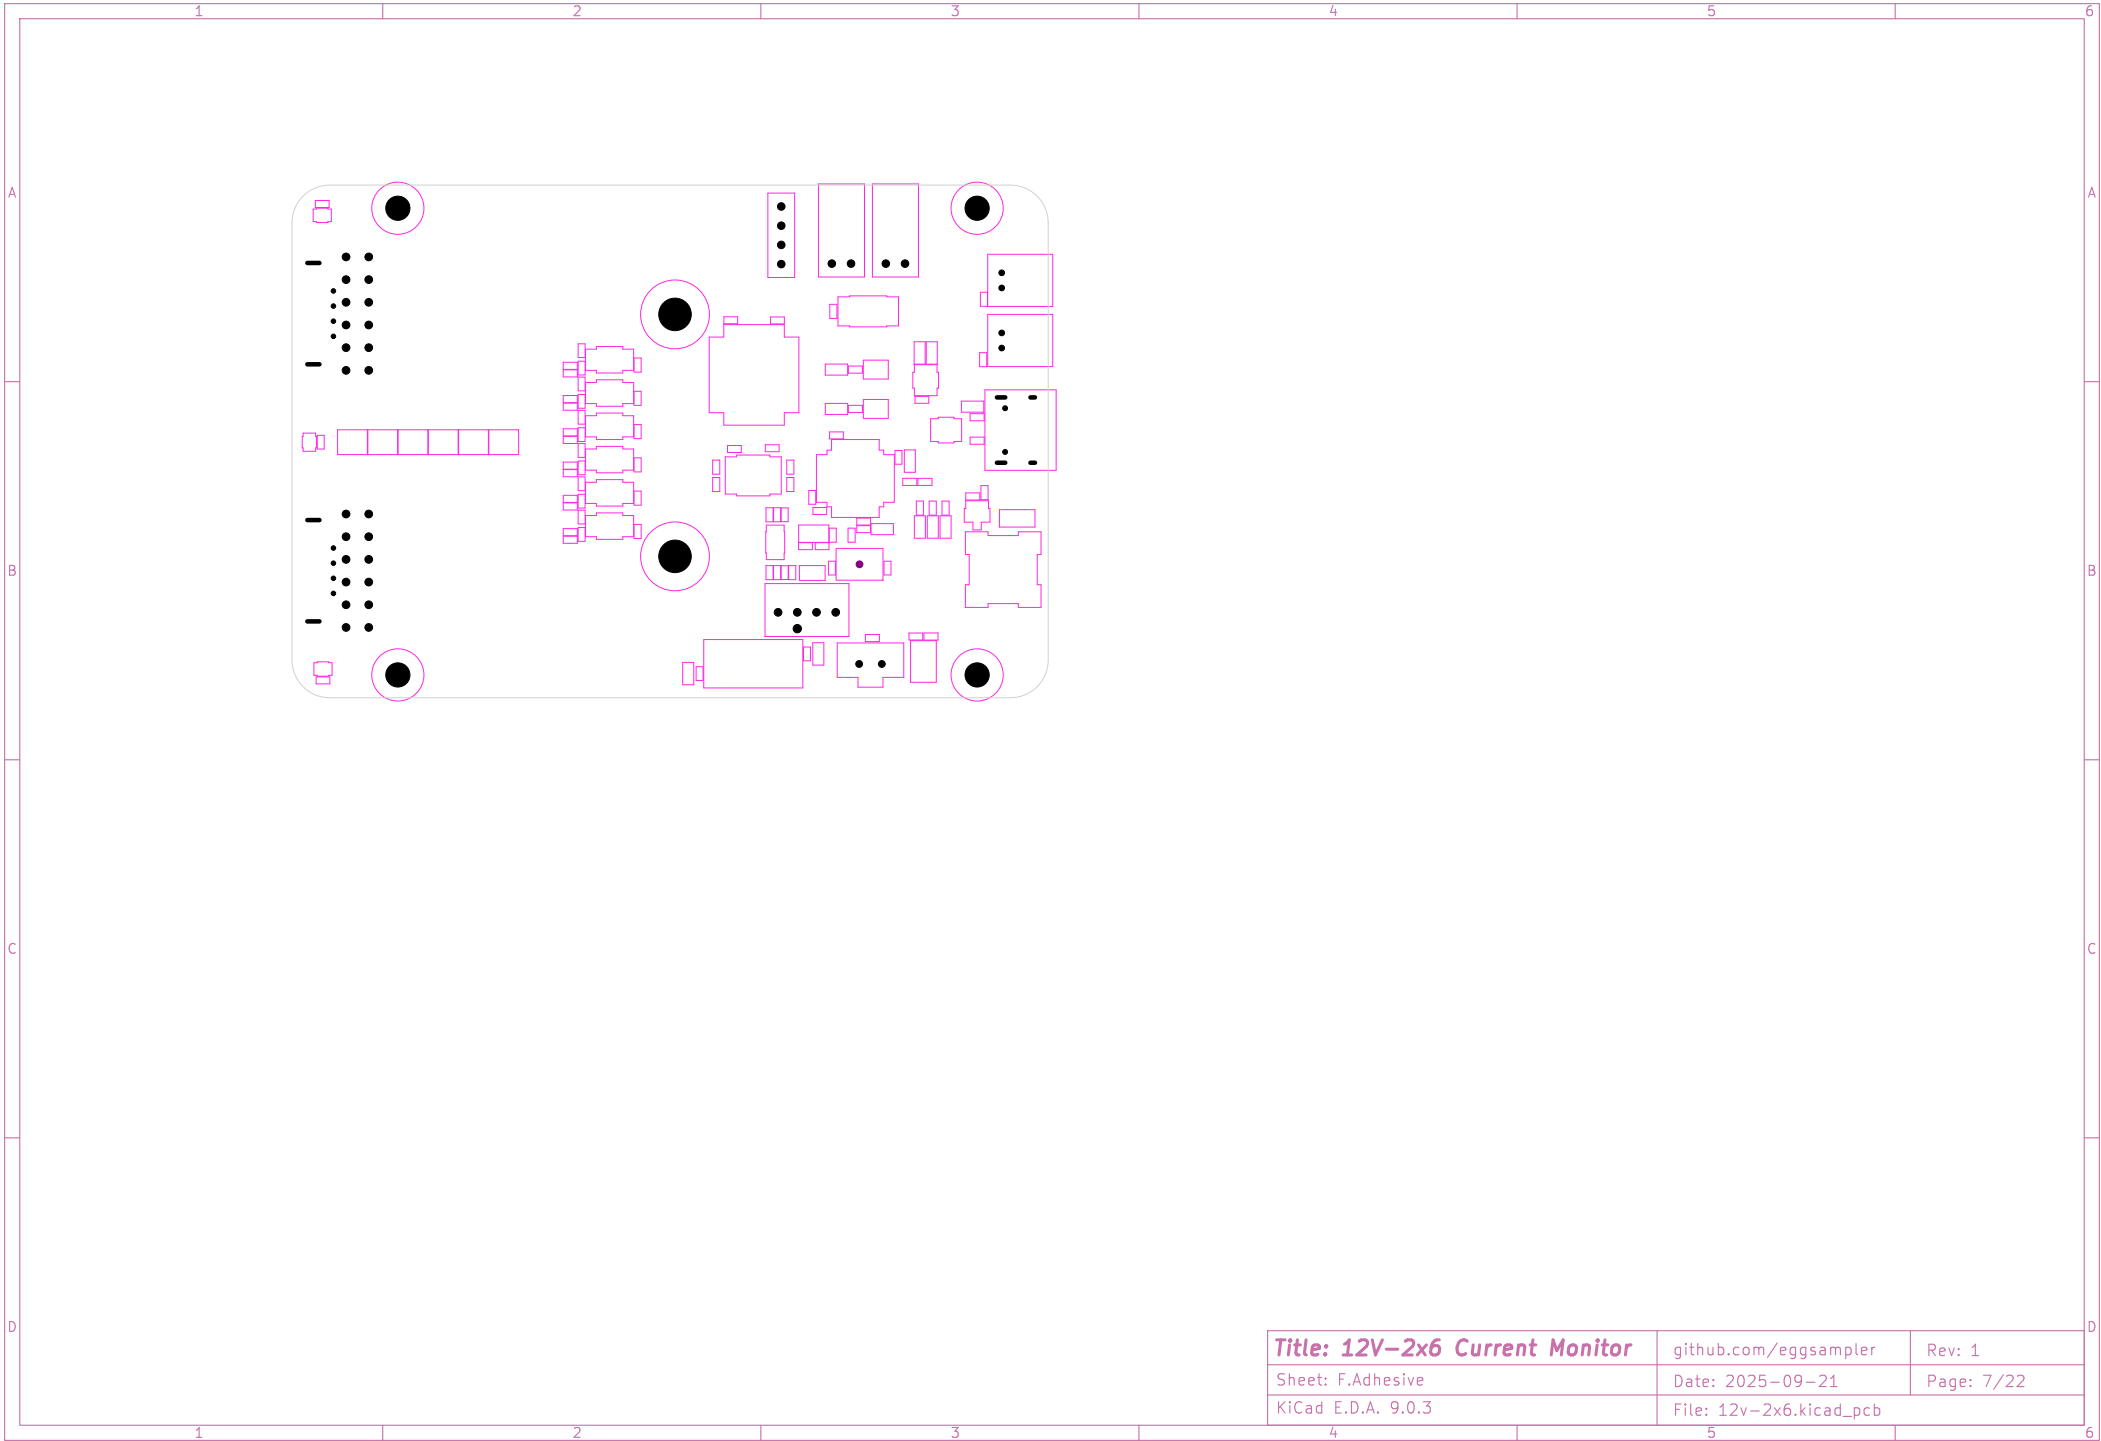 1 2 3 4 5 6
A A
B B
C C
D D
Title: 12V-2x6 Current Monitor
github.com/eggsampler
Rev: 1
Sheet: F.Adhesive
Date: 2025-09-21
Page: 7/22
KiCad E.D.A. 9.0.3
File: 12v-2x6.kicad_pcb
1 2 3 4 5 6